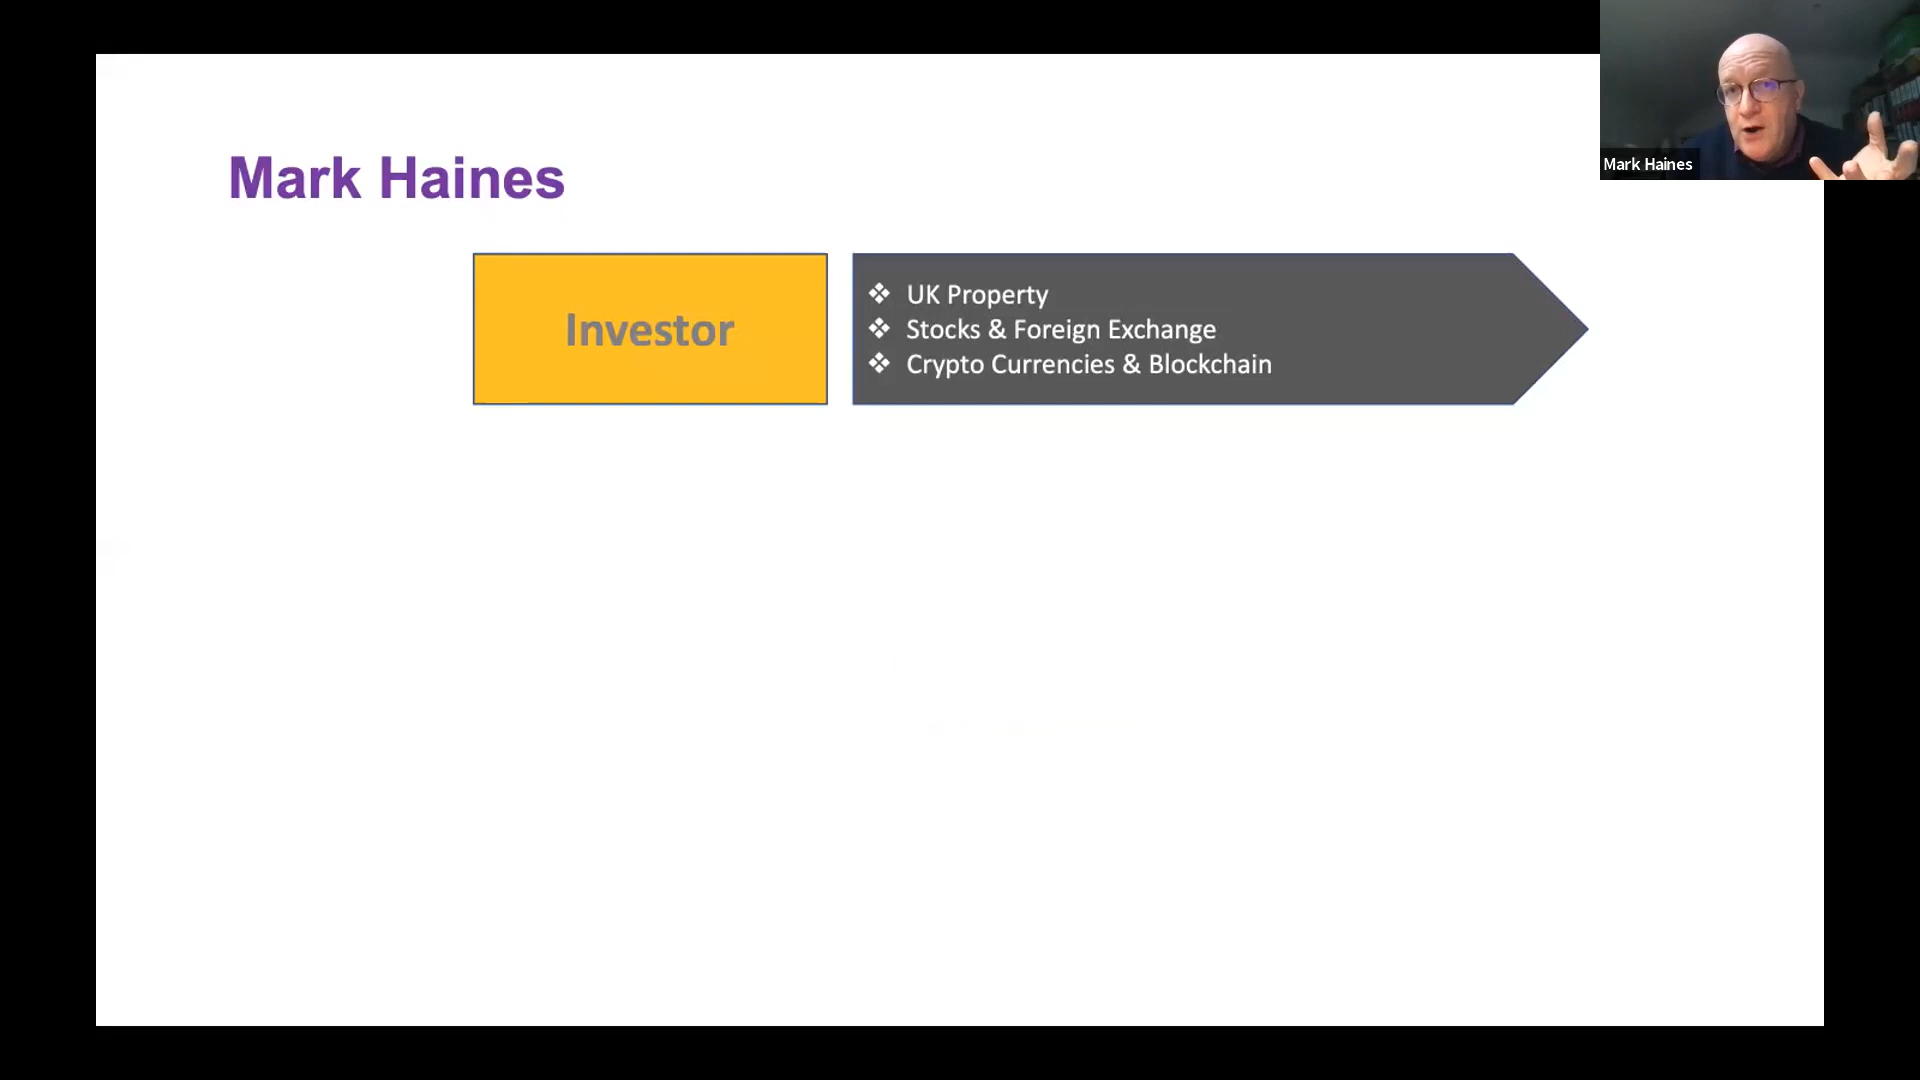 Mark Haines
Mark Haines
Investor
❖ UK Property
❖ Stocks & Foreign Exchange
❖ Crypto Currencies & Blockchain